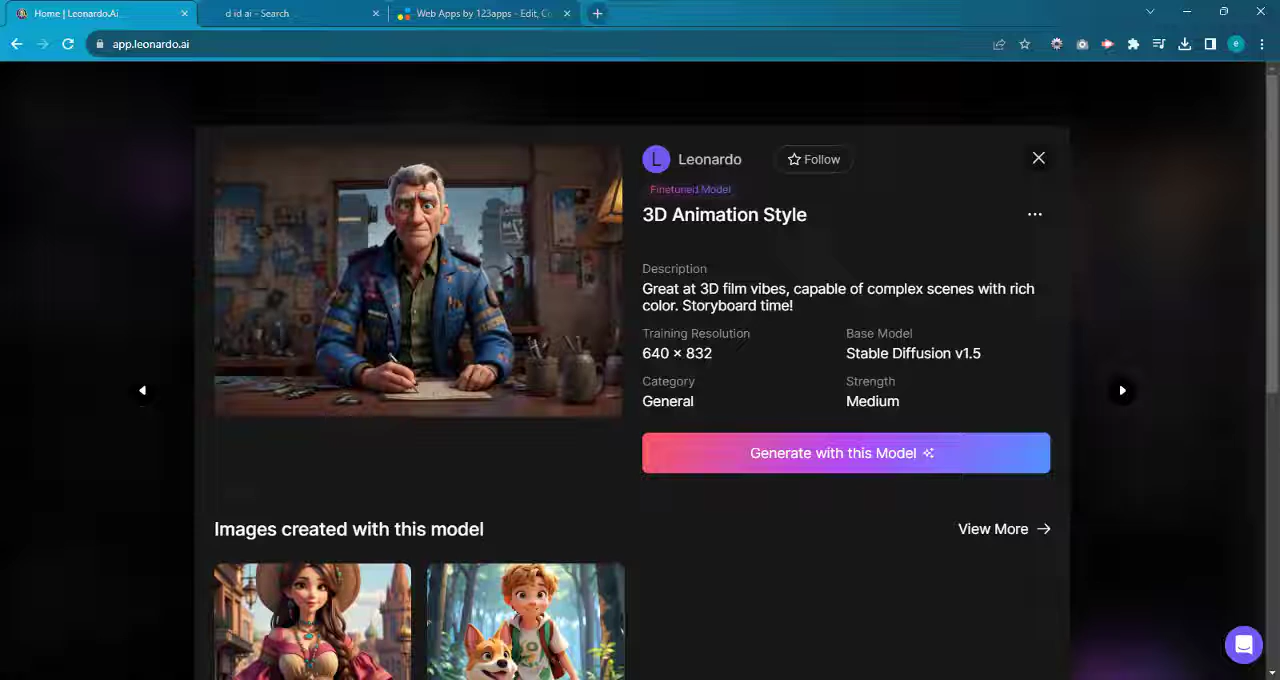 Home | Leonardo.Ai
d id ai - Search
Web Apps by 123apps - Edit, Co
app.leonardo.ai
e
L
Leonardo
Follow
Finetuned Model
3D Animation Style
Description
Great at 3D film vibes, capable of complex scenes with rich
color. Storyboard time!
Training Resolution
Base Model
640 × 832
Stable Diffusion v1.5
Category
Strength
General
Medium
Generate with this Model
Images created with this model
View More